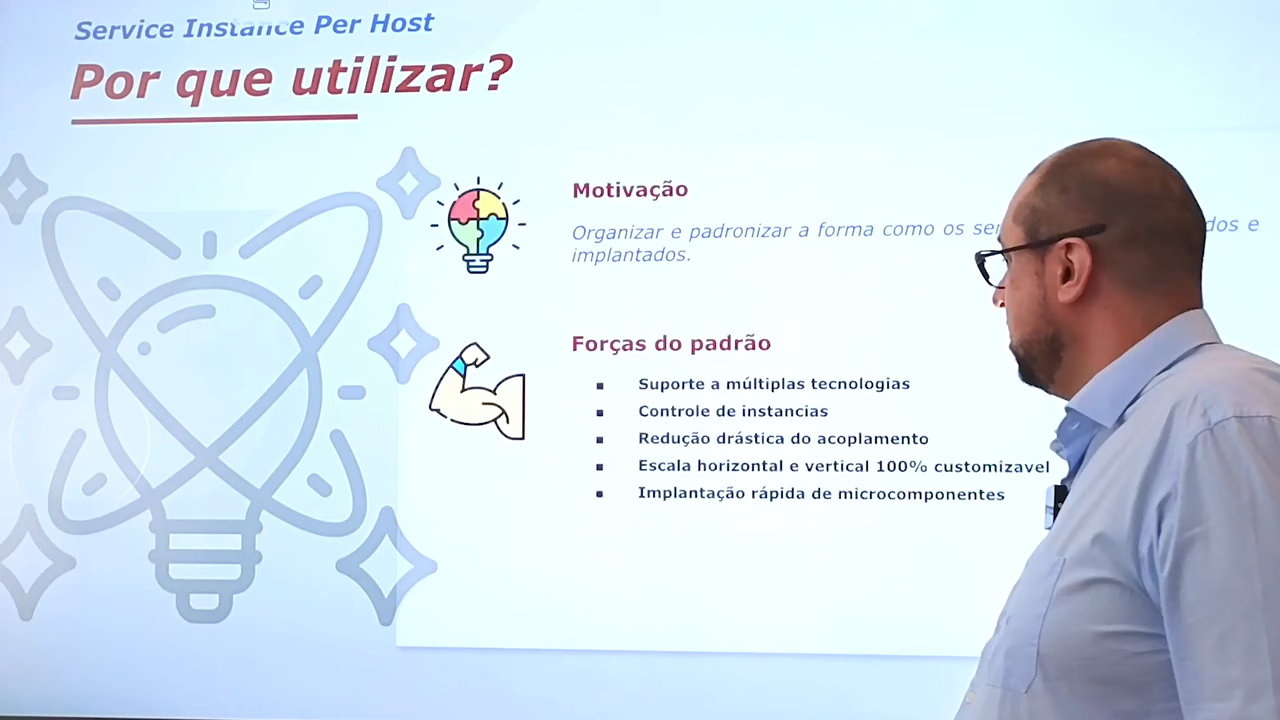 Service Instance Per Host
Por que utilizar?
Motivação
Organizar e padronizar a forma como os e
implantados.
Forças do padrão
Suporte a múltiplas tecnologias
Controle de instancias
Redução drástica do acoplamento
Escala horizontal e vertical 100% customizavel
Implantação rápida de microcomponentes